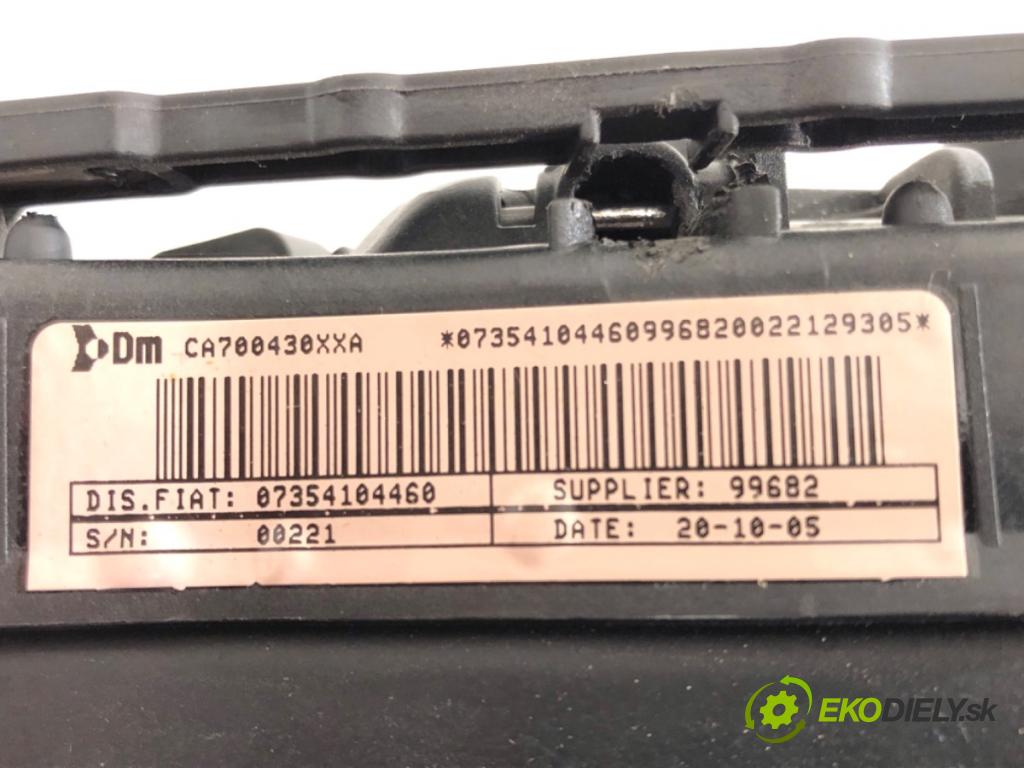 Dm CA700430XXA *07354104460996820022129305*
DIS.FIAT: 07354104460 SUPPLIER: 99682
S/N: 00221 DATE: 20-10-05
EKODIELY.sk